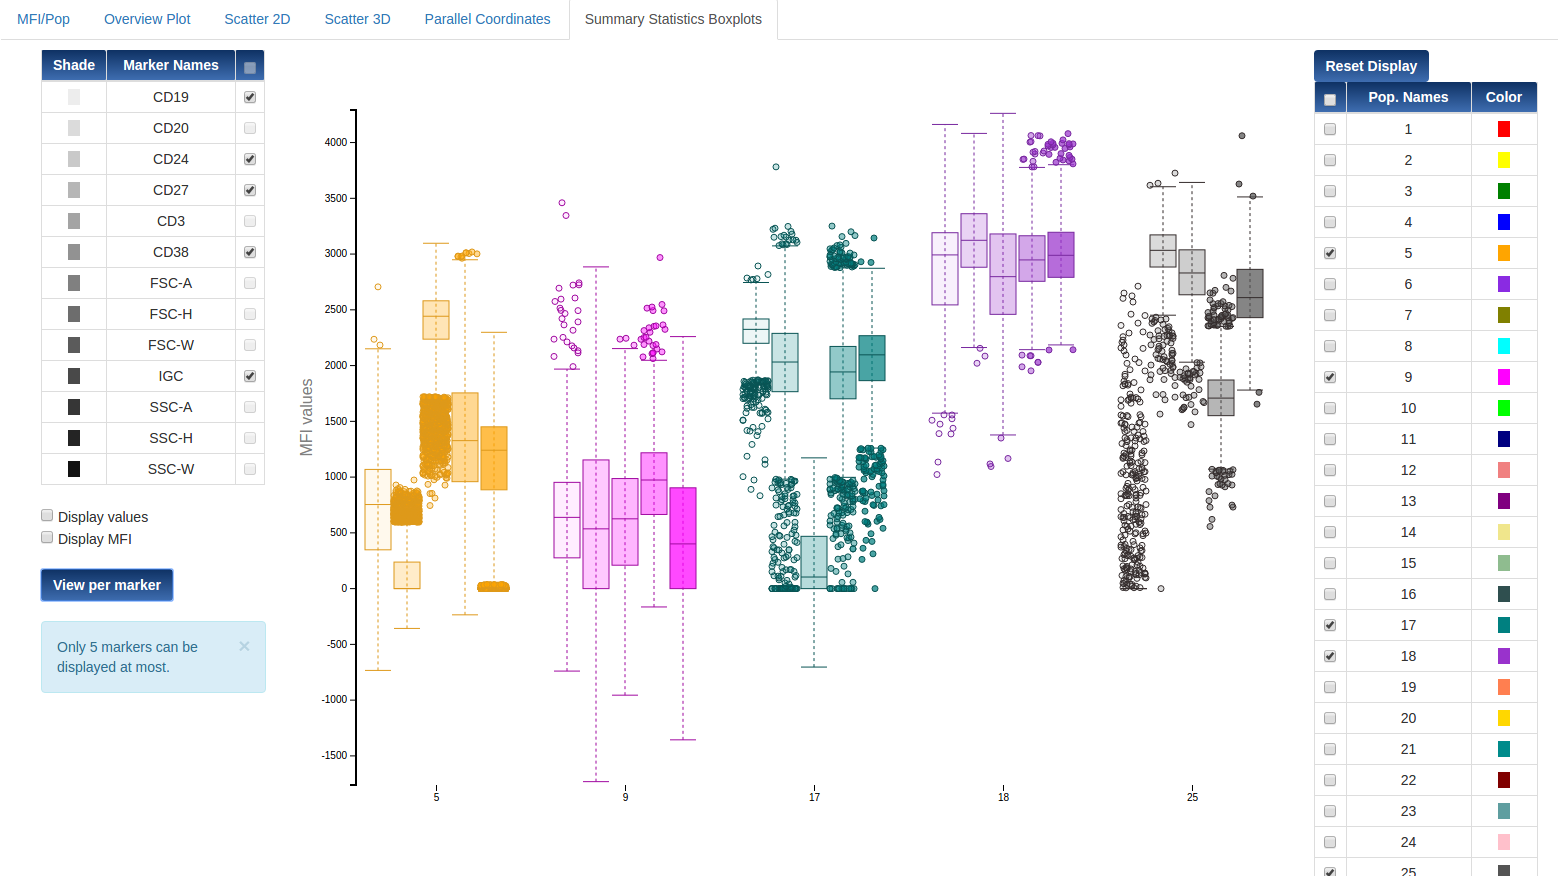 MFI/Pop Overview Plot Scatter 2D Scatter 3D Parallel Coordinates Summary Statistics Boxplots
Shade Marker Names
CD19
CD20
CD24
CD27
CD3
CD38
FSC-A
FSC-H
FSC-W
IGC
SSC-A
SSC-H
SSC-W
Display values
Display MFI
View per marker
Only 5 markers can be ×
displayed at most.
MFI values
4000
3500
3000
2500
2000
1500
1000
500
0
-500
-1000
-1500
5 9 17 18 25
Reset Display
Pop. Names Color
1
2
3
4
5
6
7
8
9
10
11
12
13
14
15
16
17
18
19
20
21
22
23
24
25